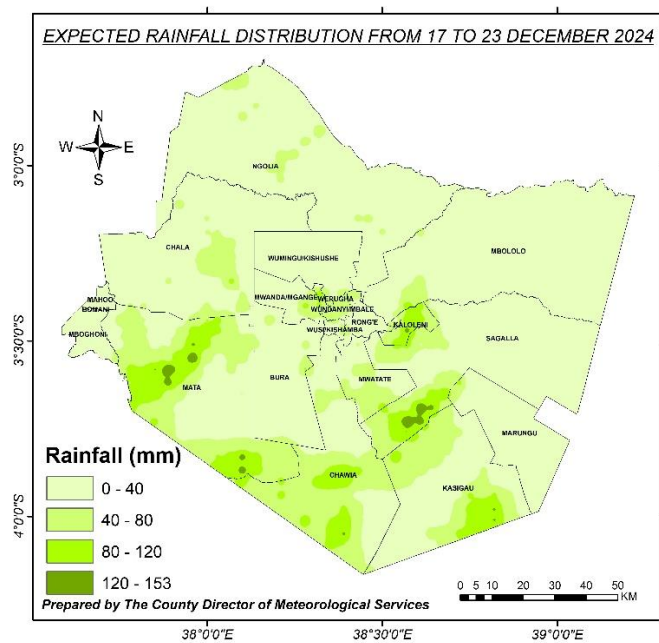 EXPECTED RAINFALL DISTRIBUTION FROM 17 TO 23 DECEMBER 2024
N
W E
S
3°0'0"S
3°30'0"S
4°0'0"S
NGOLIA
MBOLOLO
CHALA
WUMINGU/KISHUSHE
MWANDA/MGANGE
WERUGHA
WUNDANYI/MBALE
MAHOO
BOMANI
MBOGHONI
RONG'E
KALOLENI
WUSI/KISHAMBA
SAGALLA
MATA
BURA
MWATATE
MARUNGU
CHAWIA
KASIGAU
Rainfall (mm)
0 - 40
40 - 80
80 - 120
120 - 153
0 5 10 20 30 40 50
KM
Prepared by The County Director of Meteorological Services
38°0'0"E 38°30'0"E 39°0'0"E